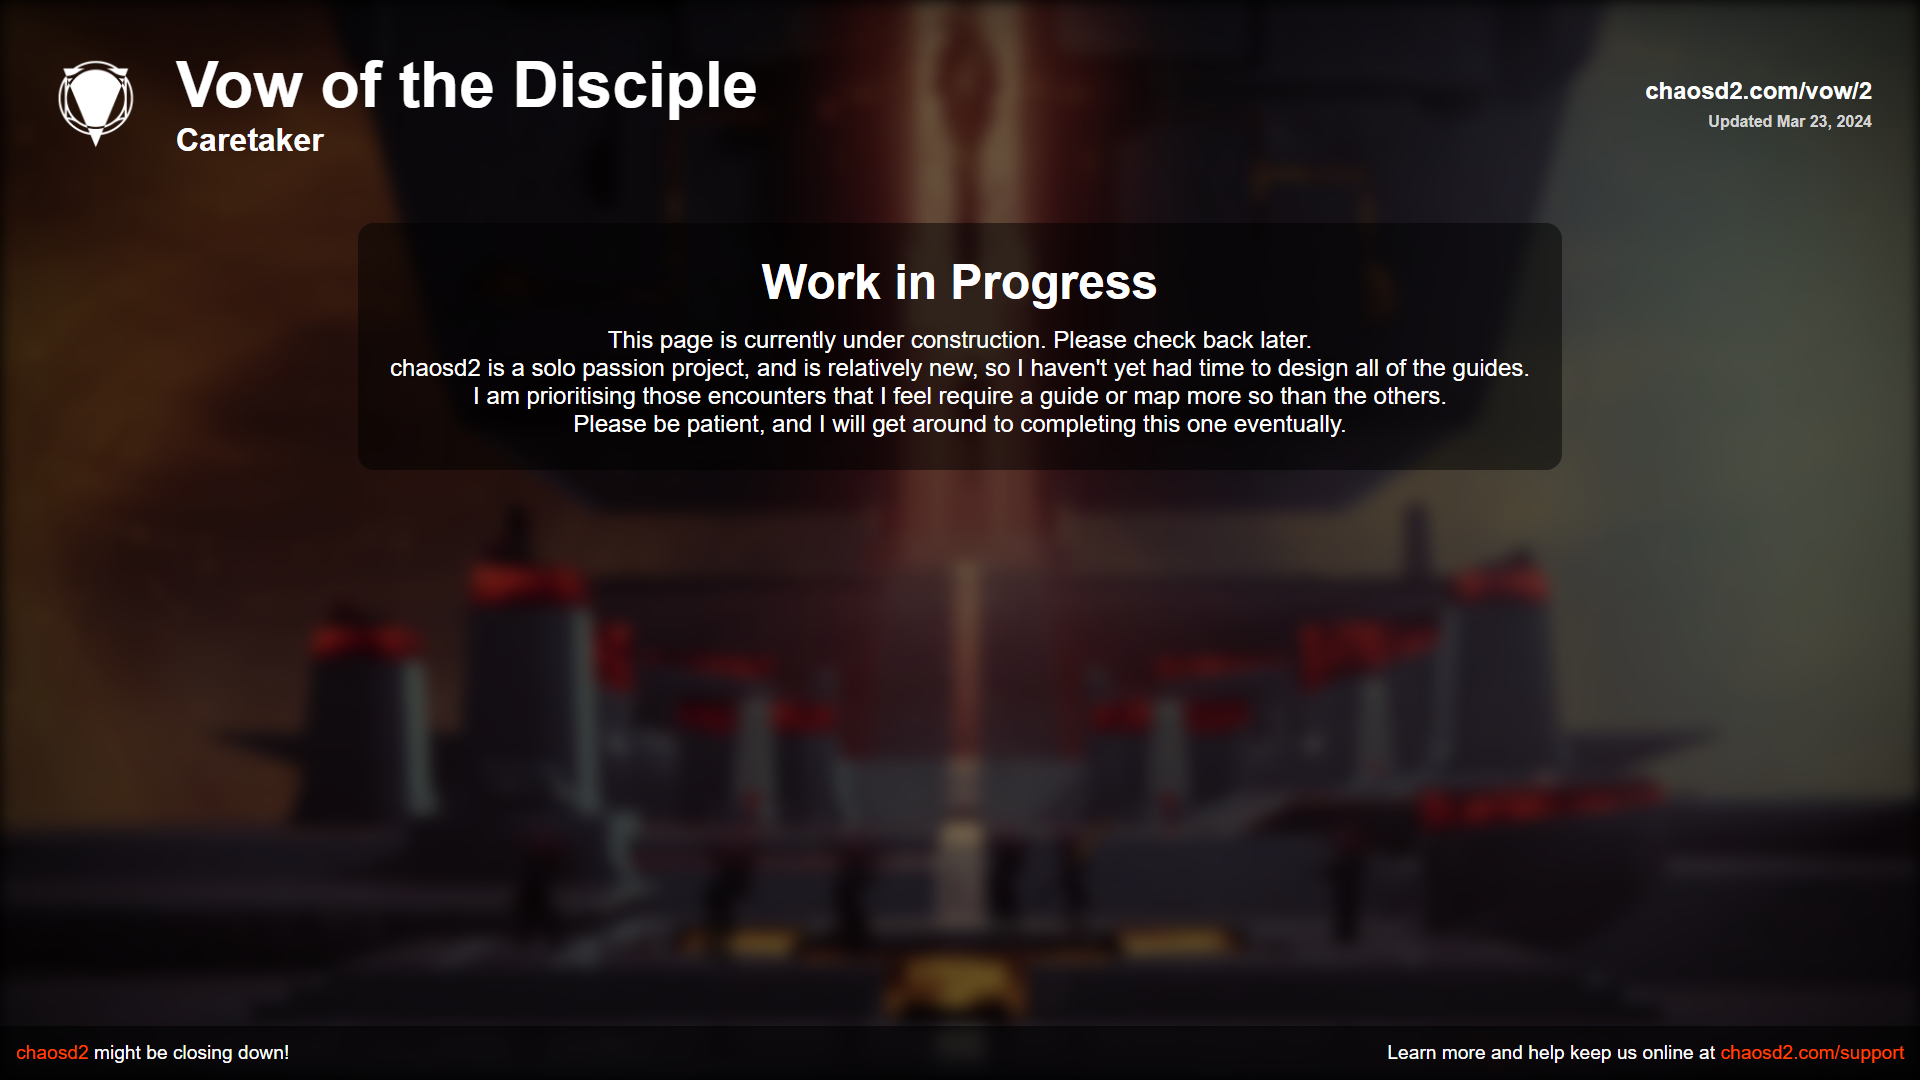 Vow of the Disciple
Caretaker
chaosd2.com/vow/2
Updated Mar 23, 2024
Work in Progress
This page is currently under construction. Please check back later.
chaosd2 is a solo passion project, and is relatively new, so I haven't yet had time to design all of the guides.
I am prioritising those encounters that I feel require a guide or map more so than the others.
Please be patient, and I will get around to completing this one eventually.
chaosd2 might be closing down!
Learn more and help keep us online at chaosd2.com/support